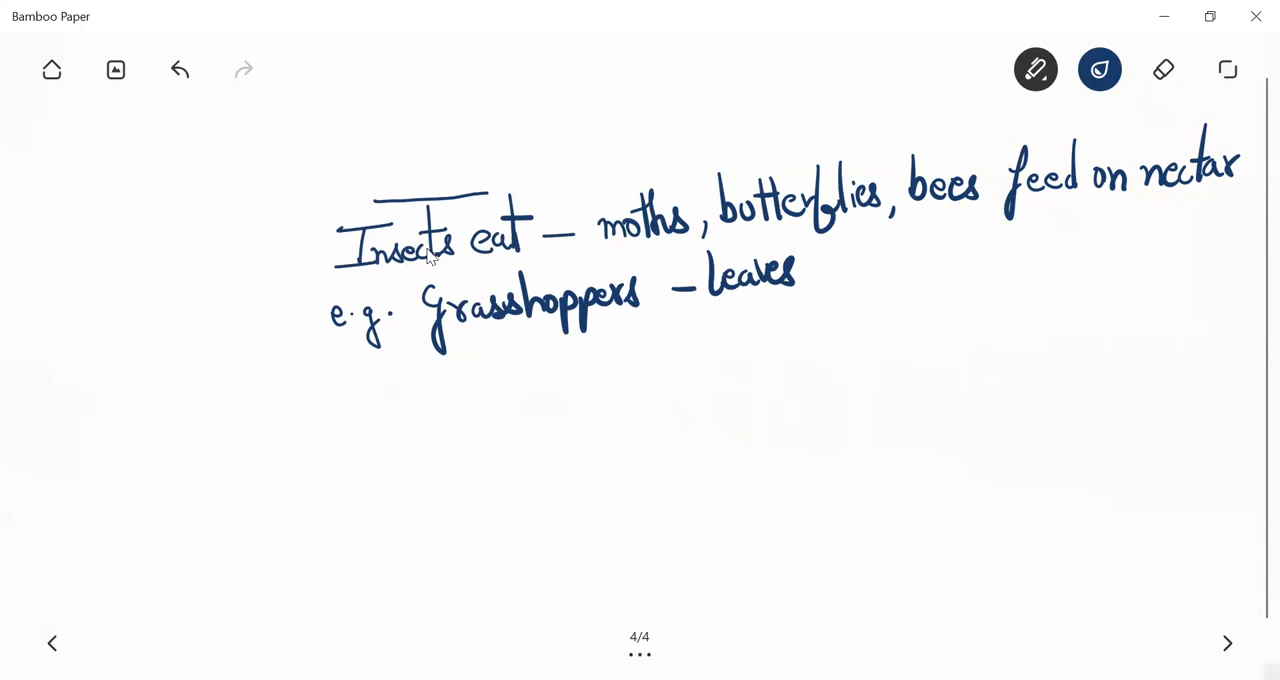 Bamboo Paper
Insects eat – moths, butterflies, bees feed on nectar
e.g. Grasshoppers – leaves
4/4